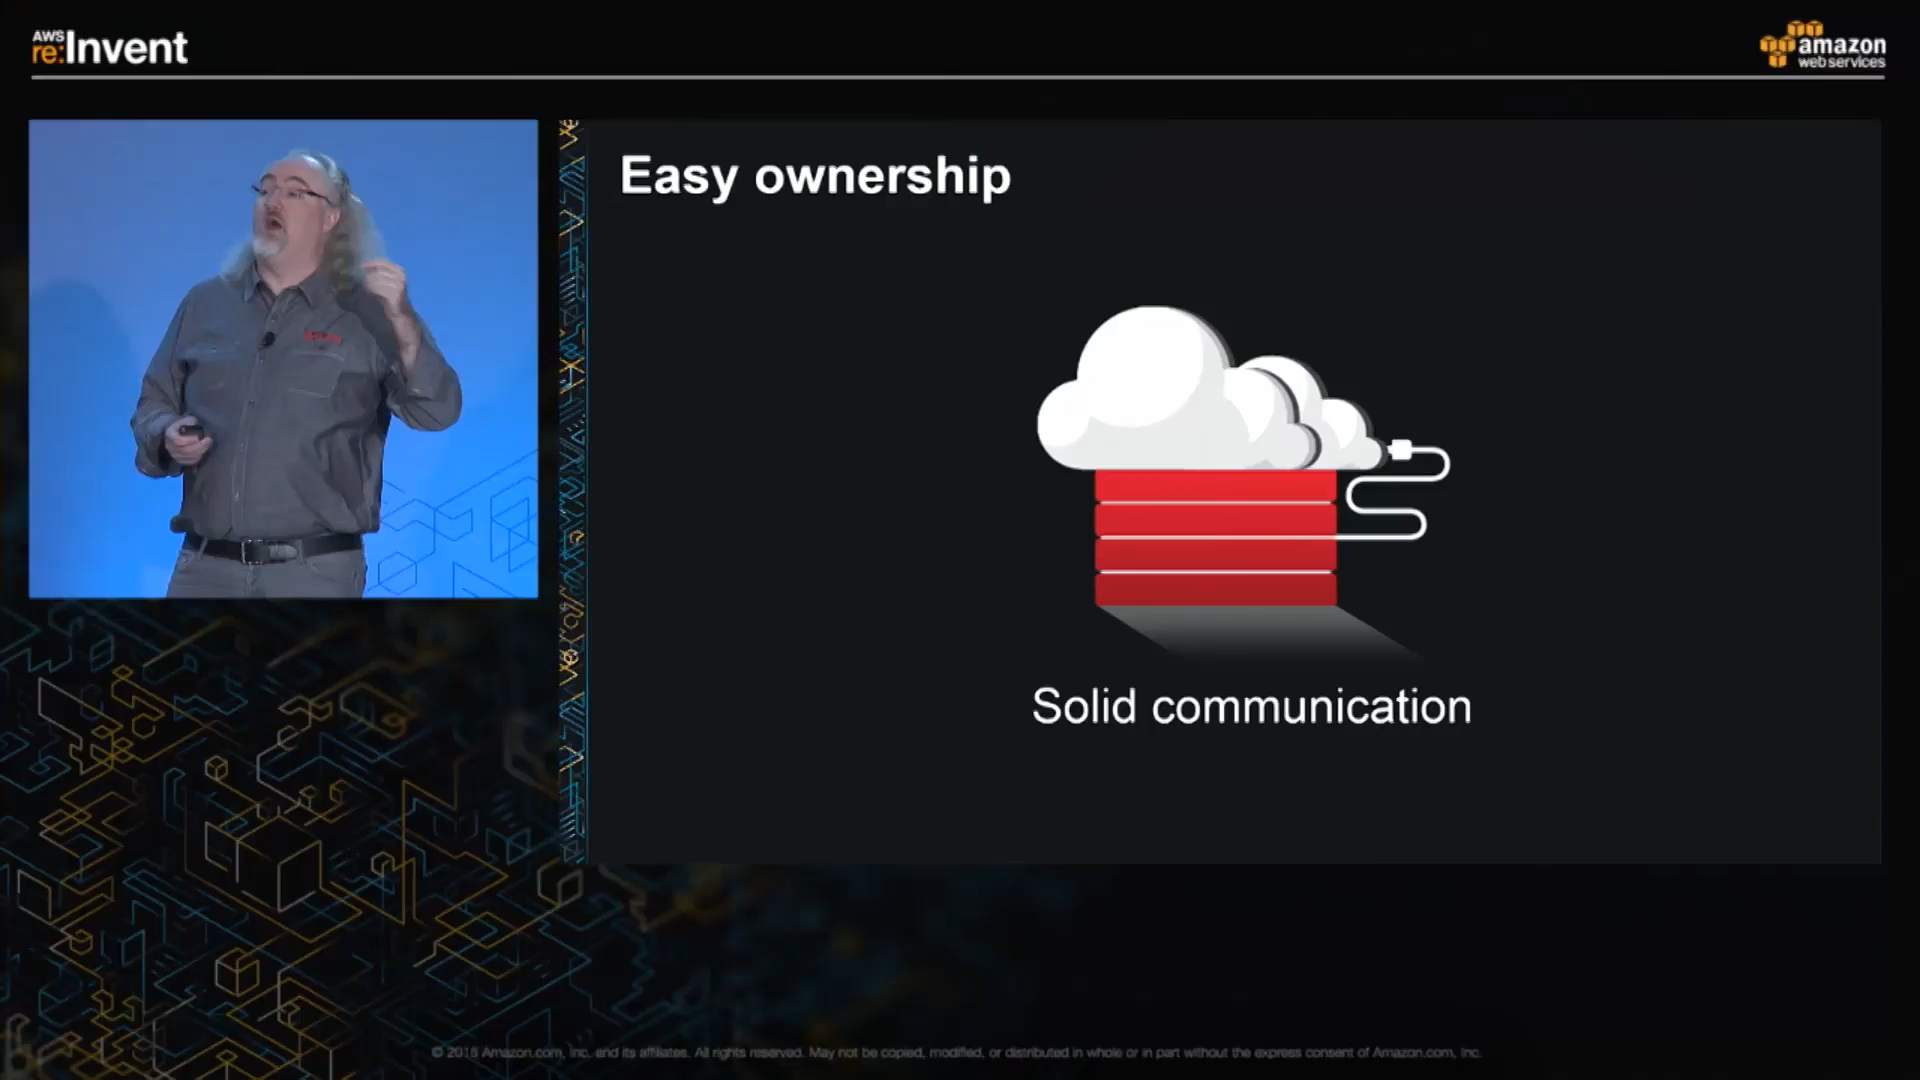 AWS
re:Invent
amazon
webservices
Easy ownership
Solid communication
© 2015 Amazon.com, Inc. and its affiliates. All rights reserved. May not be copied, modified, or distributed in whole or in part without the express consent of Amazon.com, Inc.